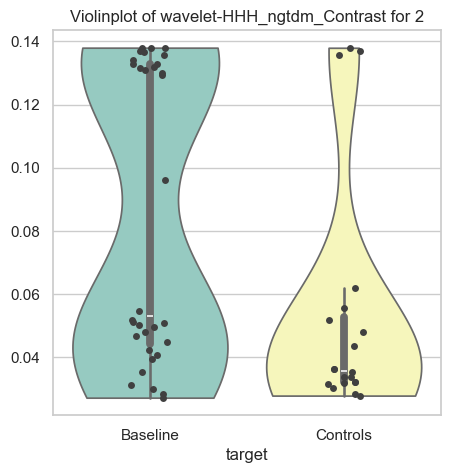 Violinplot of wavelet-HHH_ngtdm_Contrast for 2
0.14
0.12
0.10
0.08
0.06
0.04
Baseline
Controls
target